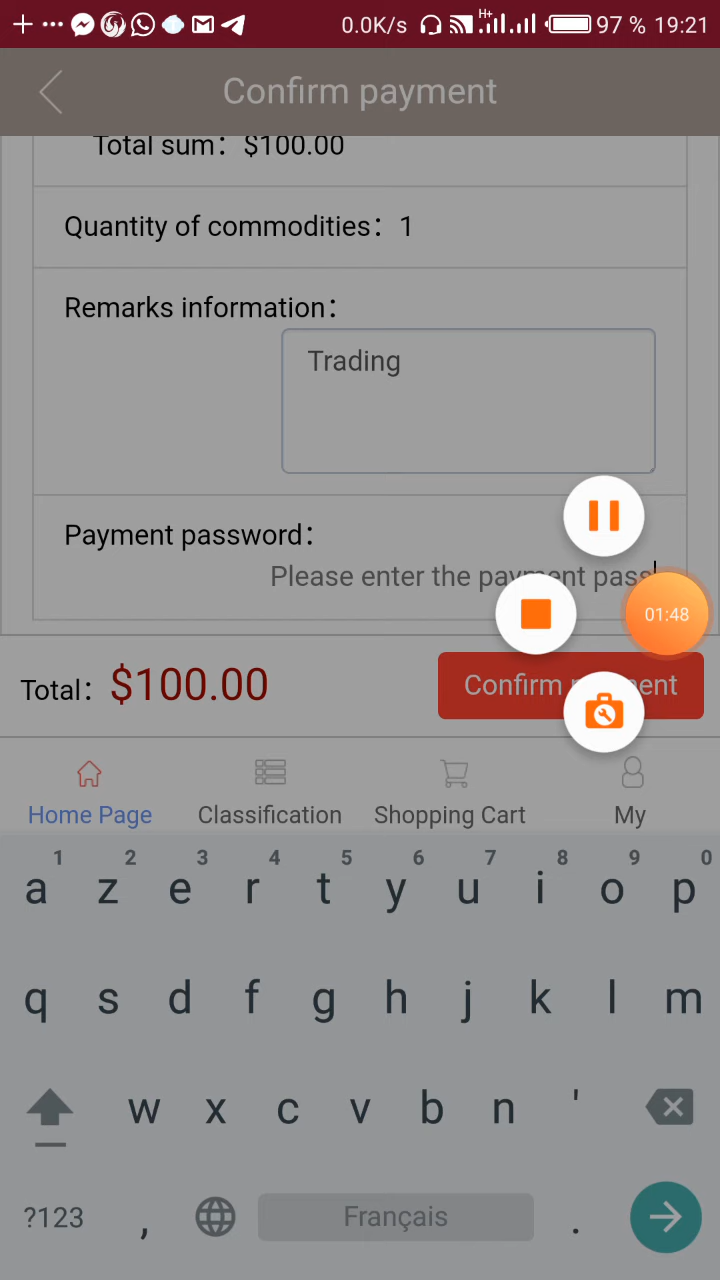 0.0K/s H+ 97 % 19:21
Confirm payment
Total sum: $100.00
Quantity of commodities: 1
Remarks information:
Trading
Payment password:
Please enter the payment pass
01:48
Total: $100.00
Confirm
Home Page Classification Shopping Cart My
1 2 3 4 5 6 7 8 9 0
a z e r t y u i o p
q s d f g h j k l m
w x c v b n '
?123 , Français .